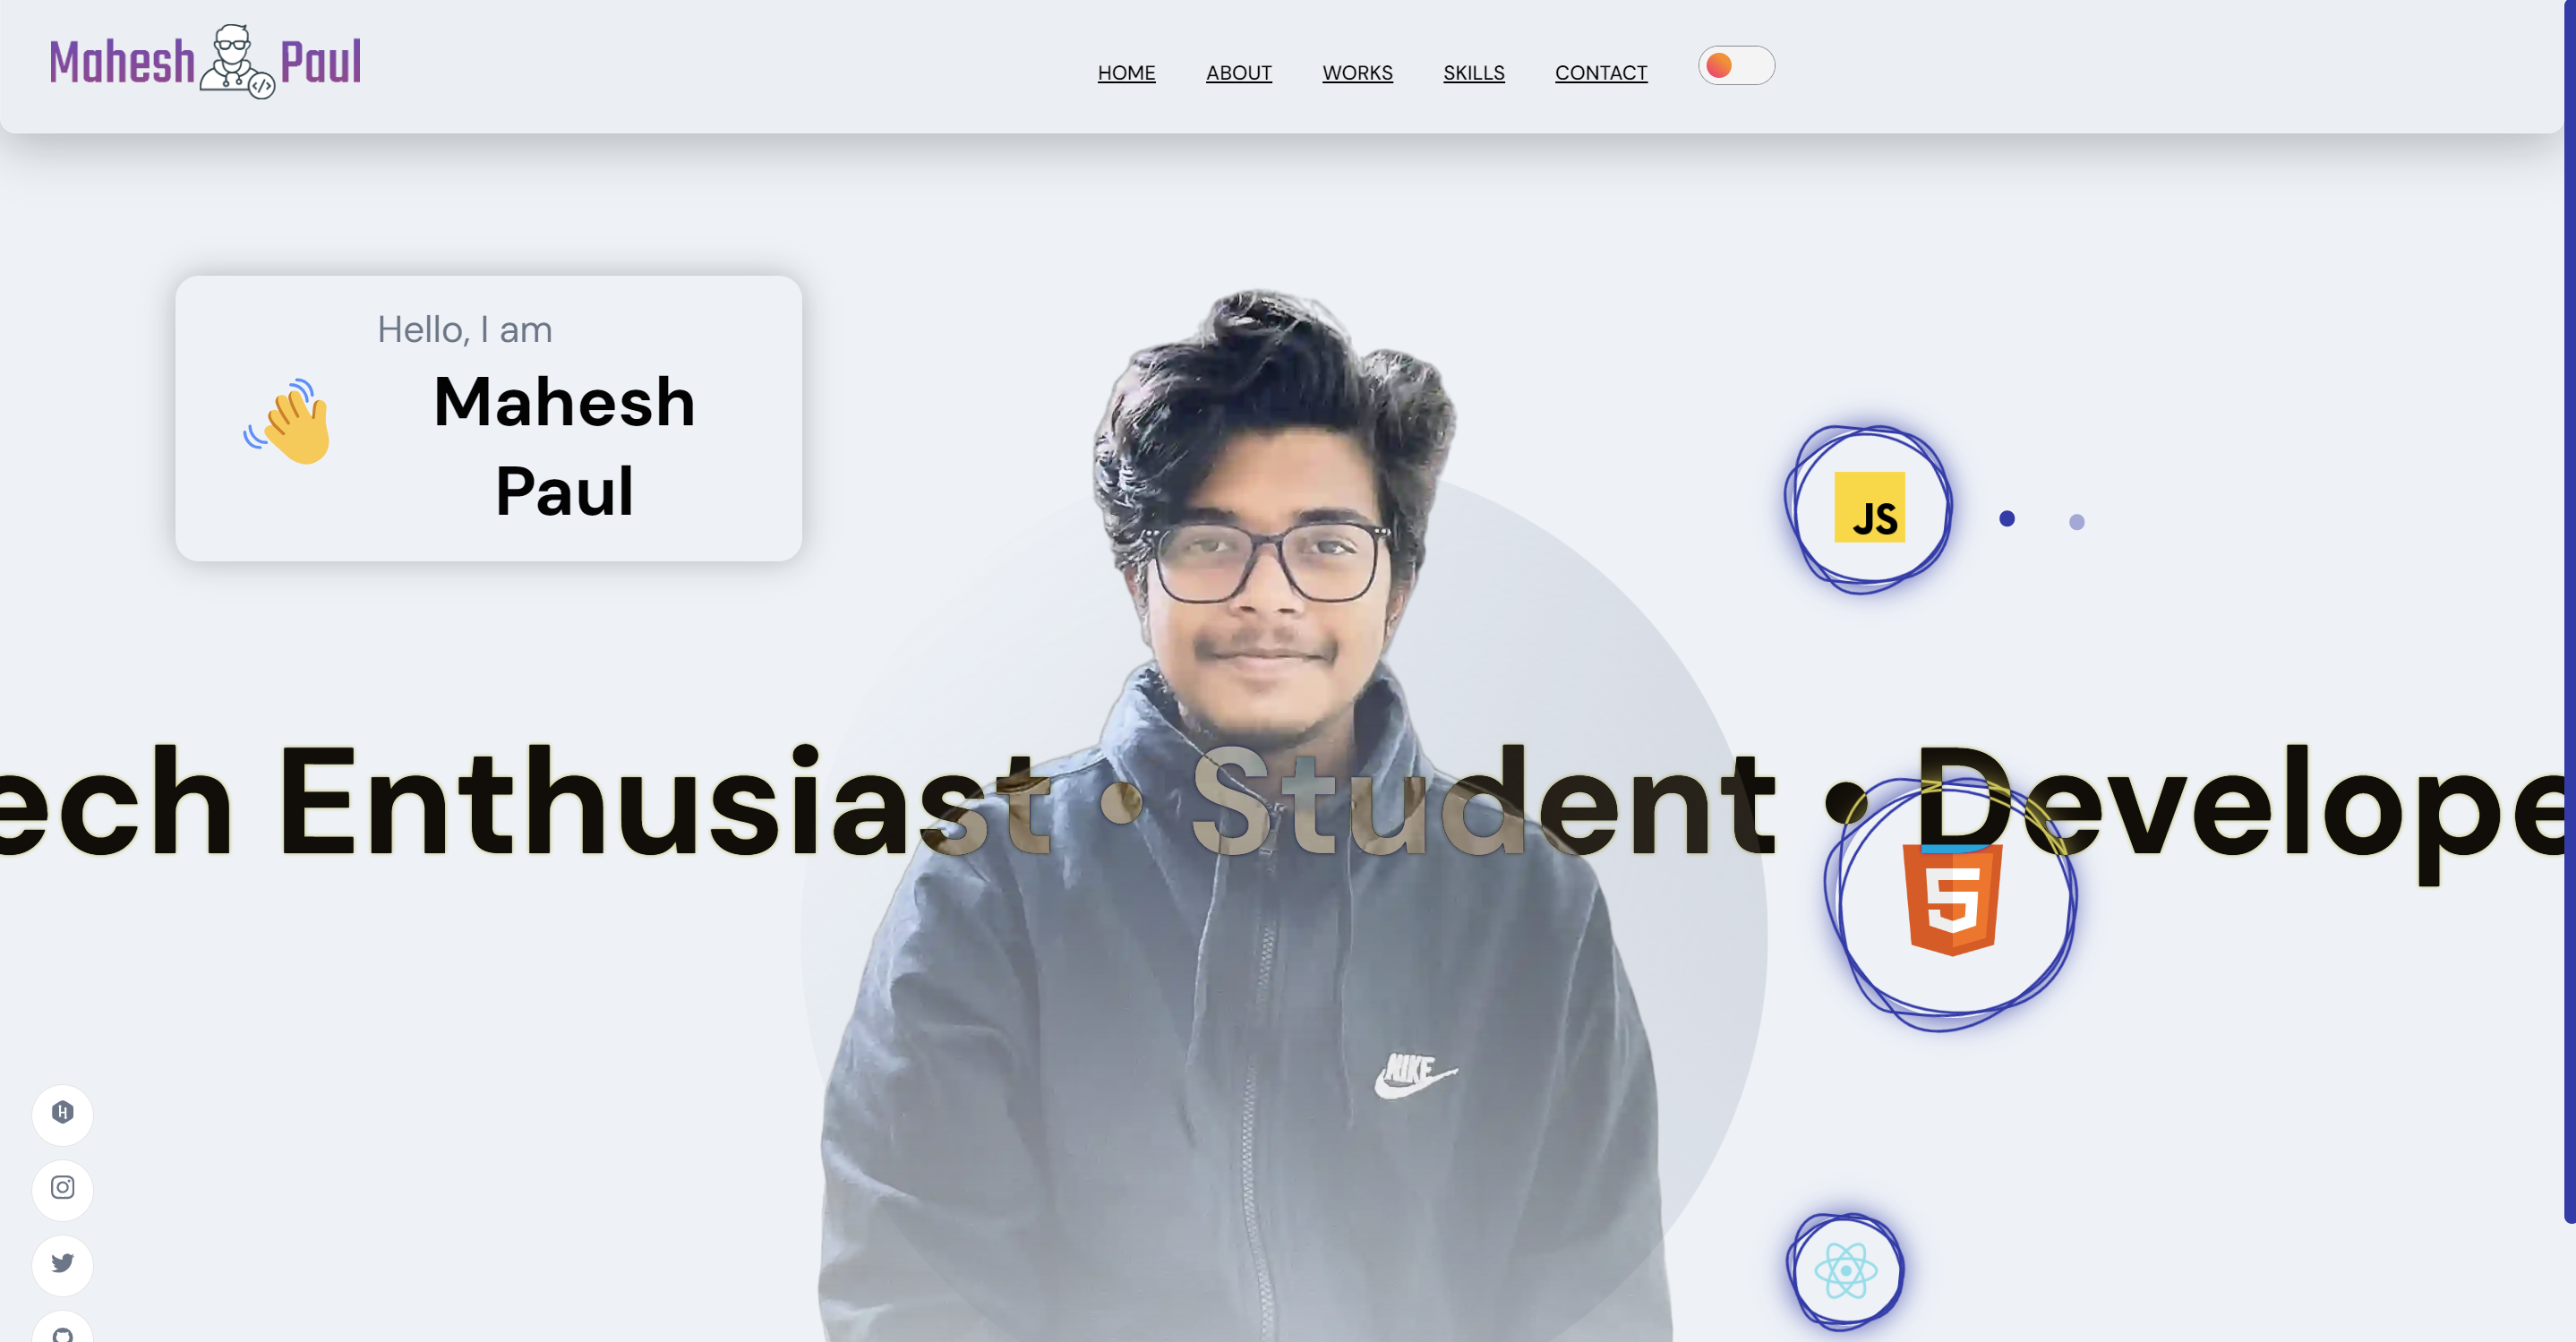 Mahesh Paul
HOME ABOUT WORKS SKILLS CONTACT
Hello, I am
Mahesh
Paul
JS
ech Enthusiast • Student • Develope
5
NIKE